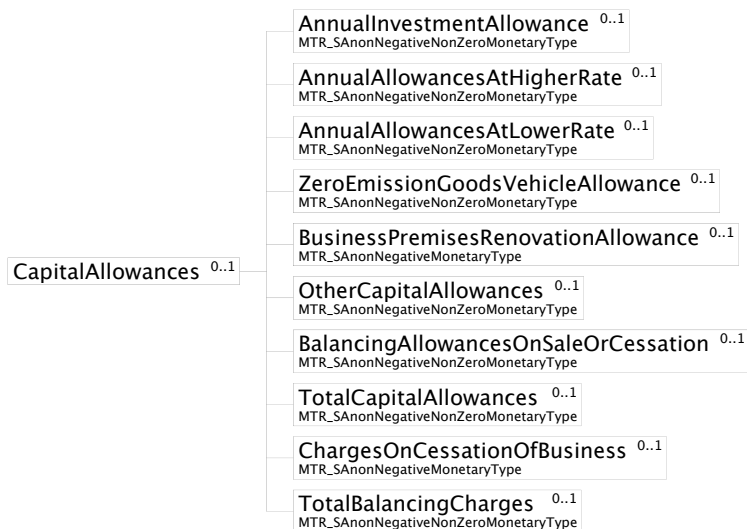 AnnualInvestmentAllowance 0..1
MTR_SAnonNegativeNonZeroMonetaryType
AnnualAllowancesAtHigherRate 0..1
MTR_SAnonNegativeNonZeroMonetaryType
AnnualAllowancesAtLowerRate 0..1
MTR_SAnonNegativeNonZeroMonetaryType
ZeroEmissionGoodsVehicleAllowance 0..1
MTR_SAnonNegativeNonZeroMonetaryType
BusinessPremisesRenovationAllowance 0..1
MTR_SAnonNegativeMonetaryType
CapitalAllowances 0..1
OtherCapitalAllowances 0..1
MTR_SAnonNegativeNonZeroMonetaryType
BalancingAllowancesOnSaleOrCessation 0..1
MTR_SAnonNegativeNonZeroMonetaryType
TotalCapitalAllowances 0..1
MTR_SAnonNegativeNonZeroMonetaryType
ChargesOnCessationOfBusiness 0..1
MTR_SAnonNegativeMonetaryType
TotalBalancingCharges 0..1
MTR_SAnonNegativeNonZeroMonetaryType